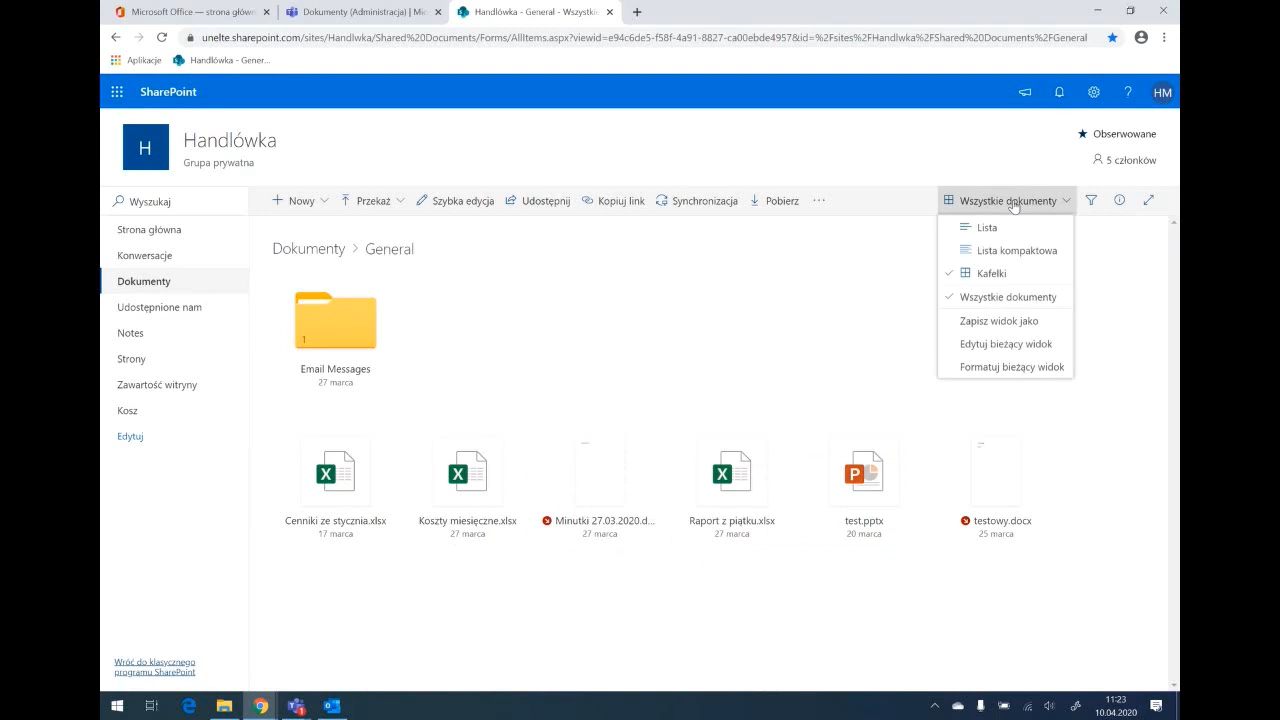 Microsoft Office — strona główn
Dokumenty (Administracja) | Mic
Handlówka - General - Wszystkie
unelte.sharepoint.com/sites/Handlwka/Shared%20Documents/Forms/AllItems.aspx?viewid=e94c6de5-f58f-4a91-8827-ca00ebde4957&id=%2Fsites%2FHandlwka%2FShared%20Documents%2FGeneral
Aplikacje
Handlówka - Gener...
SharePoint
HM
H
Handlówka
Grupa prywatna
Obserwowane
5 członków
Wyszukaj
Nowy
Przekaż
Szybka edycja
Udostępnij
Kopiuj link
Synchronizacja
Pobierz
...
Wszystkie dokumenty
Strona główna
Konwersacje
Dokumenty
Udostępnione nam
Notes
Strony
Zawartość witryny
Kosz
Edytuj
Dokumenty > General
Lista
Lista kompaktowa
Kafelki
Wszystkie dokumenty
Zapisz widok jako
Edytuj bieżący widok
Formatuj bieżący widok
1
Email Messages
27 marca
Cenniki ze stycznia.xlsx
17 marca
Koszty miesięczne.xlsx
27 marca
Minutki 27.03.2020.d...
27 marca
Raport z piątku.xlsx
27 marca
test.pptx
20 marca
testowy.docx
25 marca
Wróć do klasycznego
programu SharePoint
11:23
10.04.2020